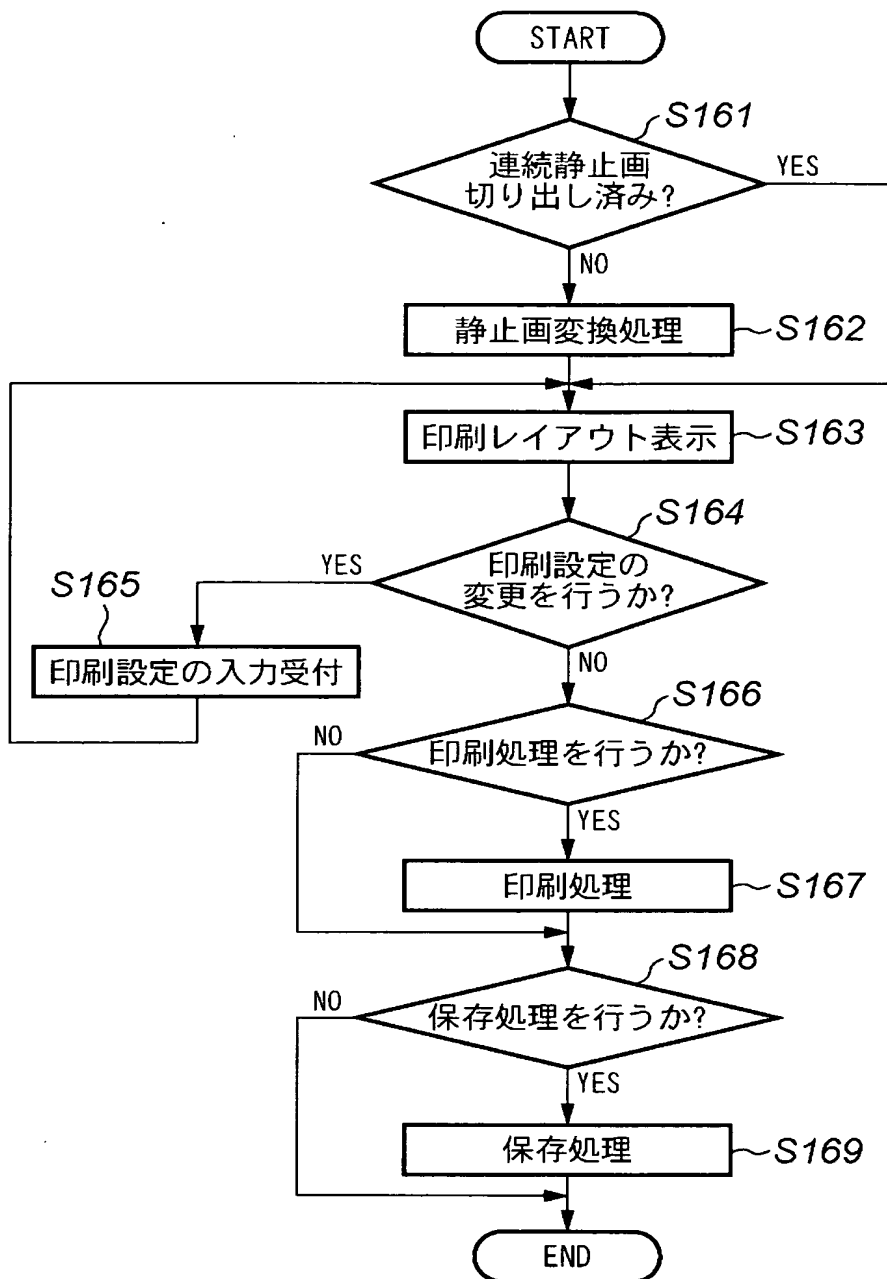 START
S161
連続静止画
切り出し済み?
YES
NO
静止画変換処理
S162
印刷レイアウト表示
S163
S164
印刷設定の
変更を行うか?
YES
S165
印刷設定の入力受付
NO
S166
印刷処理を行うか?
NO
YES
印刷処理
S167
S168
保存処理を行うか?
NO
YES
保存処理
S169
END